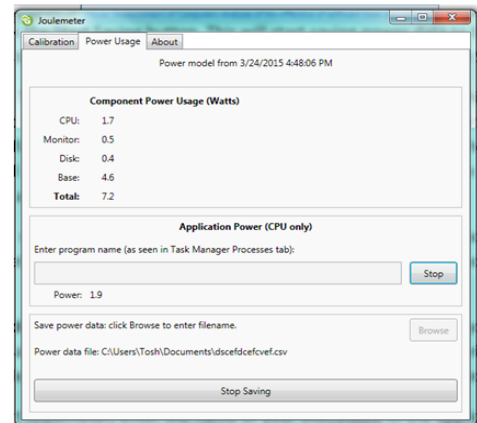 Joulemeter
Calibration Power Usage About
Power model from 3/24/2015 4:48:06 PM
Component Power Usage (Watts)
CPU: 1.7
Monitor: 0.5
Disk: 0.4
Base: 4.6
Total: 7.2
Application Power (CPU only)
Enter program name (as seen in Task Manager Processes tab):
Stop
Power: 1.9
Save power data: click Browse to enter filename.
Browse
Power data file: C:\Users\Tosh\Documents\dscefdcefcvef.csv
Stop Saving